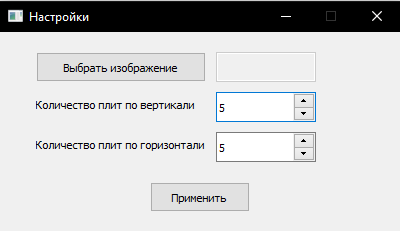 Настройки
Выбрать изображение
Количество плит по вертикали 5
Количество плит по горизонтали 5
Применить